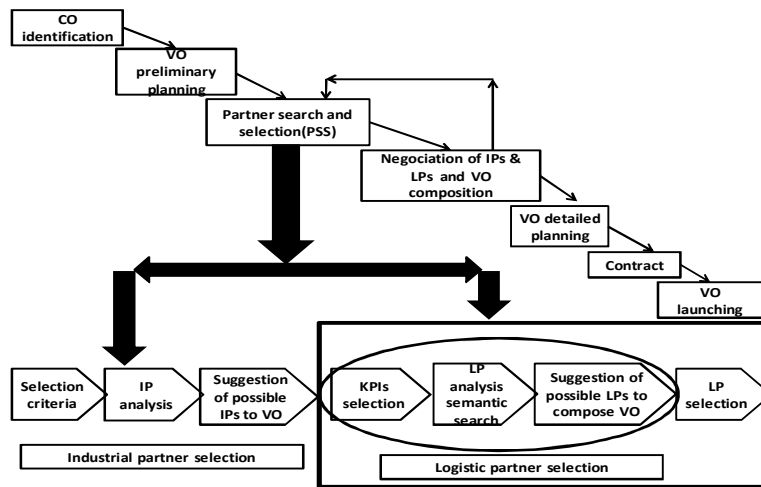 CO
identification
VO
preliminary
planning
Partner search and
selection(PSS)
Negociation of IPs &
LPs and VO
composition
VO detailed
planning
Contract
VO
launching
Selection
criteria
IP
analysis
Suggestion
of possible
IPs to VO
KPIs
selection
LP
analysis
semantic
search
Suggestion of
possible LPs to
compose VO
LP
selection
Industrial partner selection
Logistic partner selection